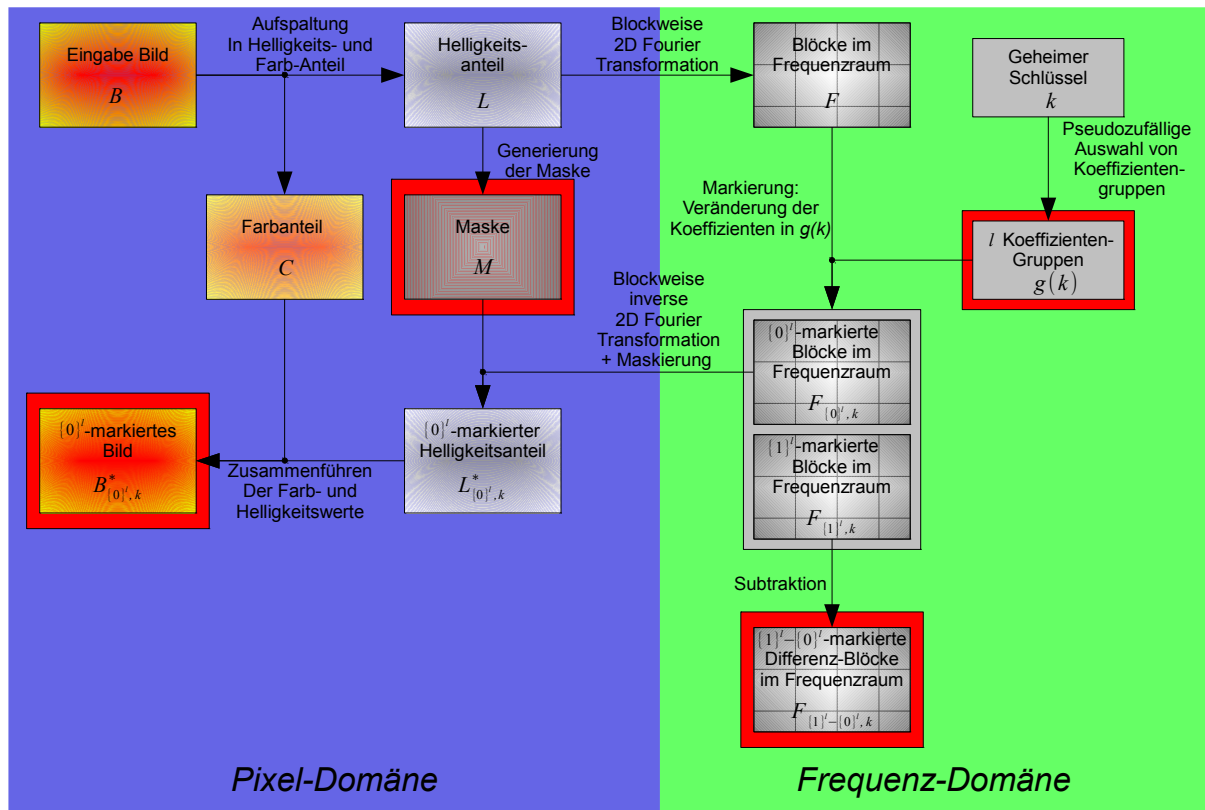 Eingabe Bild
B
Aufspaltung
In Helligkeits- und
Farb-Anteil
Helligkeits-
anteil
L
Blockweise
2D Fourier
Transformation
Blöcke im
Frequenzraum
F
Geheimer
Schlüssel
k
Generierung
der Maske
Pseudozufällige
Auswahl von
Koeffizienten-
gruppen
Farbanteil
C
Maske
M
Markierung:
Veränderung der
Koeffizienten in g(k)
l Koeffizienten-
Gruppen
g(k)
Blockweise
inverse
2D Fourier
Transformation
+ Maskierung
{0}^l-markierte
Blöcke im
Frequenzraum
F_{{0}^l, k}
{0}^l-markiertes
Bild
B*_{{0}^l, k}
Zusammenführen
Der Farb- und
Helligkeitswerte
{0}^l-markierter
Helligkeitsanteil
L*_{{0}^l, k}
{1}^l-markierte
Blöcke im
Frequenzraum
F_{{1}^l, k}
Subtraktion
{1}^l−{0}^l-markierte
Differenz-Blöcke
im Frequenzraum
F_{{1}^l−{0}^l, k}
Pixel-Domäne
Frequenz-Domäne